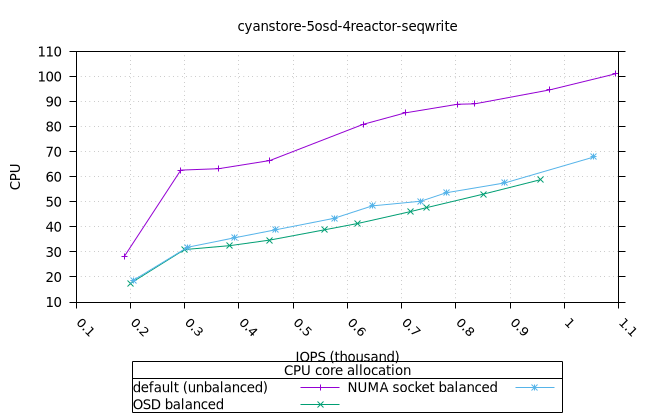 cyanstore-5osd-4reactor-seqwrite
110
100
90
80
70
60
50
40
30
20
10
CPU
0.1 0.2 0.3 0.4 0.5 0.6 0.7 0.8 0.9 1 1.1
IOPS (thousand)
CPU core allocation
default (unbalanced) NUMA socket balanced
OSD balanced